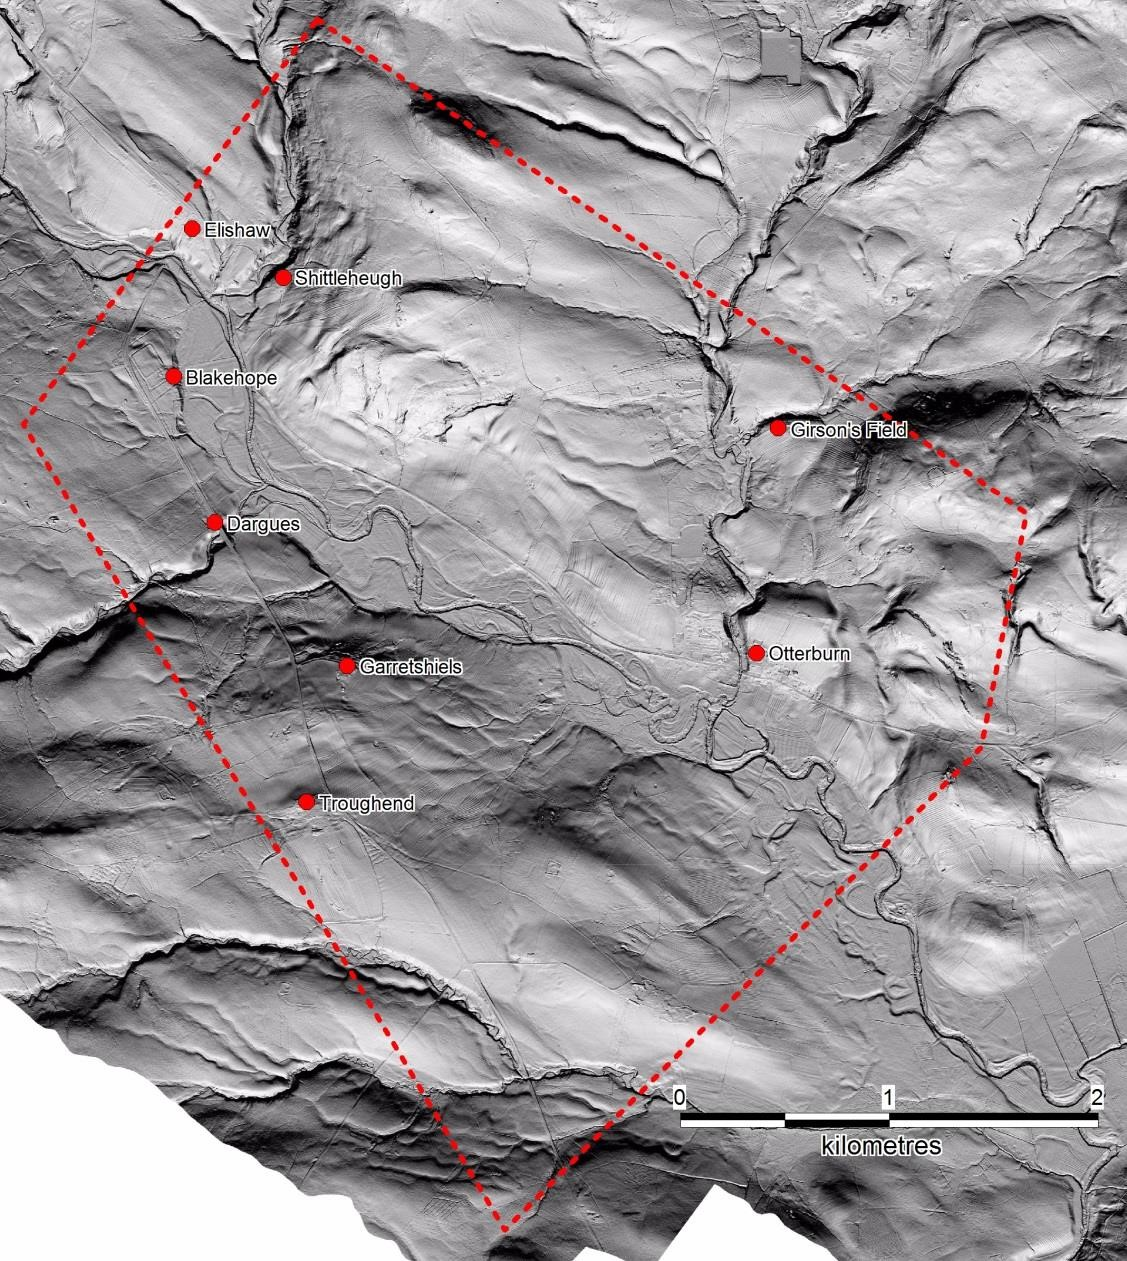 Elishaw
Shittleheugh
Blakehope
Girson's Field
Dargues
Otterburn
Garretshiels
Troughend
0 1 2
kilometres